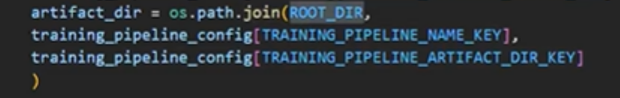 artifact_dir = os.path.join(ROOT_DIR,
training_pipeline_config[TRAINING_PIPELINE_NAME_KEY],
training_pipeline_config[TRAINING_PIPELINE_ARTIFACT_DIR_KEY]
)